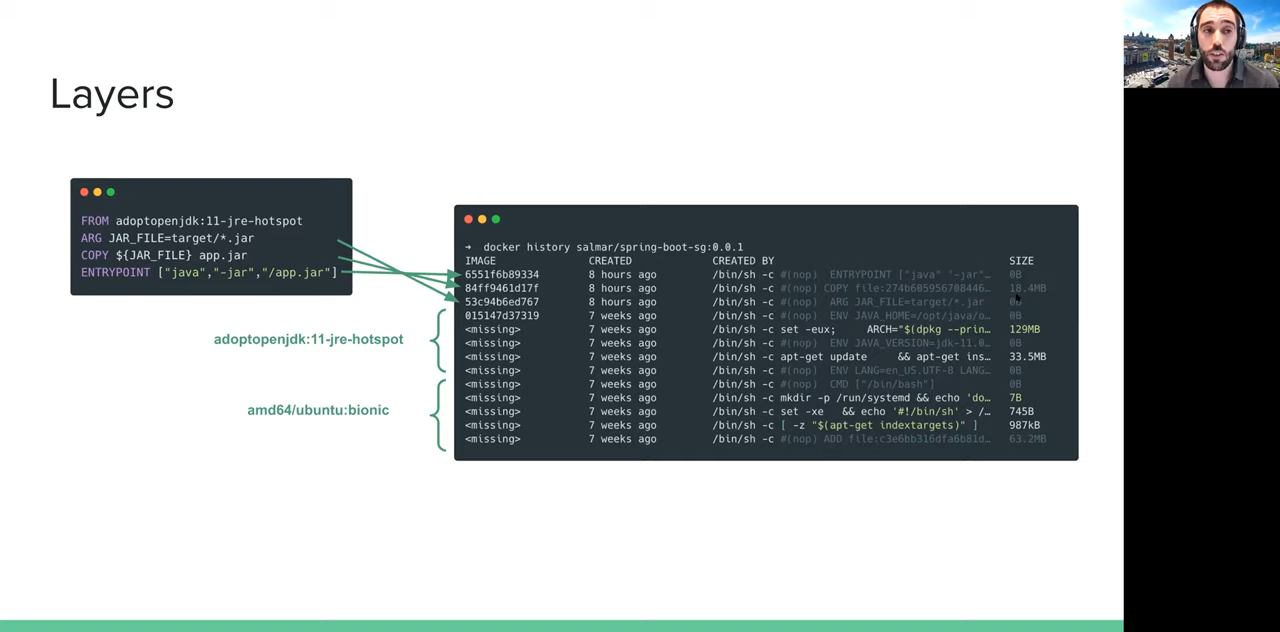 Layers
FROM adoptopenjdk:11-jre-hotspot
ARG JAR_FILE=target/*.jar
COPY ${JAR_FILE} app.jar
ENTRYPOINT ["java","-jar","/app.jar"]
adoptopenjdk:11-jre-hotspot
amd64/ubuntu:bionic
→ docker history salmar/spring-boot-sg:0.0.1
IMAGE CREATED CREATED BY SIZE
6551f6b89334 8 hours ago /bin/sh -c #(nop) ENTRYPOINT ["java" "-jar"… 0B
84ff9461d17f 8 hours ago /bin/sh -c #(nop) COPY file:274b605956708446… 18.4MB
53c94b6ed767 8 hours ago /bin/sh -c #(nop) ARG JAR_FILE=target/*.jar 0B
015147d37319 7 weeks ago /bin/sh -c #(nop) ENV JAVA_HOME=/opt/java/o… 0B
<missing> 7 weeks ago /bin/sh -c set -eux; ARCH="$(dpkg --prin… 129MB
<missing> 7 weeks ago /bin/sh -c #(nop) ENV JAVA_VERSION=jdk-11.0… 0B
<missing> 7 weeks ago /bin/sh -c apt-get update && apt-get ins… 33.5MB
<missing> 7 weeks ago /bin/sh -c #(nop) ENV LANG=en_US.UTF-8 LANG… 0B
<missing> 7 weeks ago /bin/sh -c #(nop) CMD ["/bin/bash"] 0B
<missing> 7 weeks ago /bin/sh -c mkdir -p /run/systemd && echo 'do… 7B
<missing> 7 weeks ago /bin/sh -c set -xe && echo '#!/bin/sh' > /… 745B
<missing> 7 weeks ago /bin/sh -c [ -z "$(apt-get indextargets)" ] 987kB
<missing> 7 weeks ago /bin/sh -c #(nop) ADD file:c3e6bb316dfa6b81d… 63.2MB